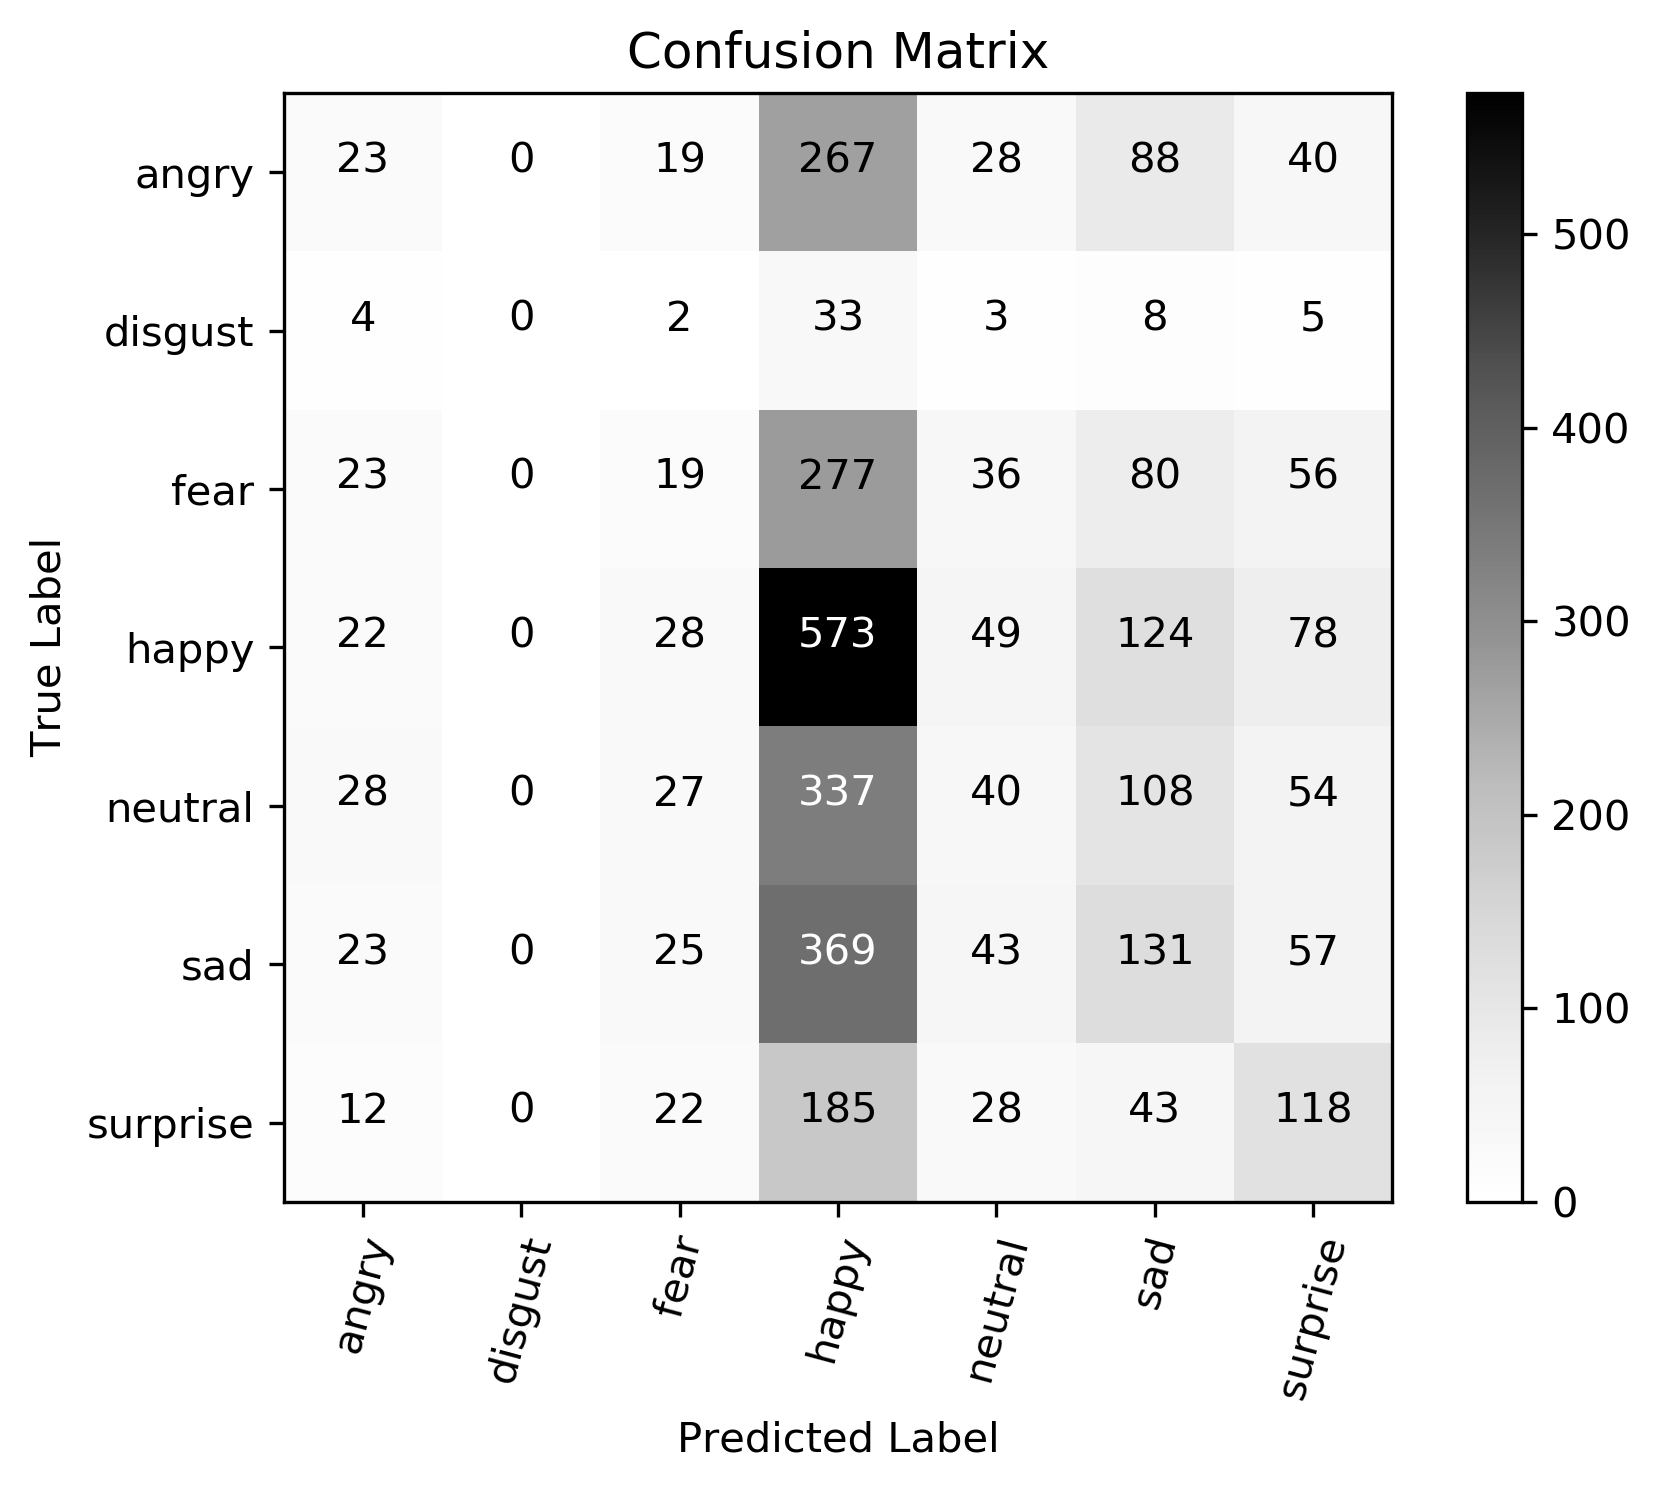 Confusion Matrix
angry 23 0 19 267 28 88 40
disgust 4 0 2 33 3 8 5
fear 23 0 19 277 36 80 56
happy 22 0 28 573 49 124 78
neutral 28 0 27 337 40 108 54
sad 23 0 25 369 43 131 57
surprise 12 0 22 185 28 43 118
True Label
angry disgust fear happy neutral sad surprise
Predicted Label
500
400
300
200
100
0